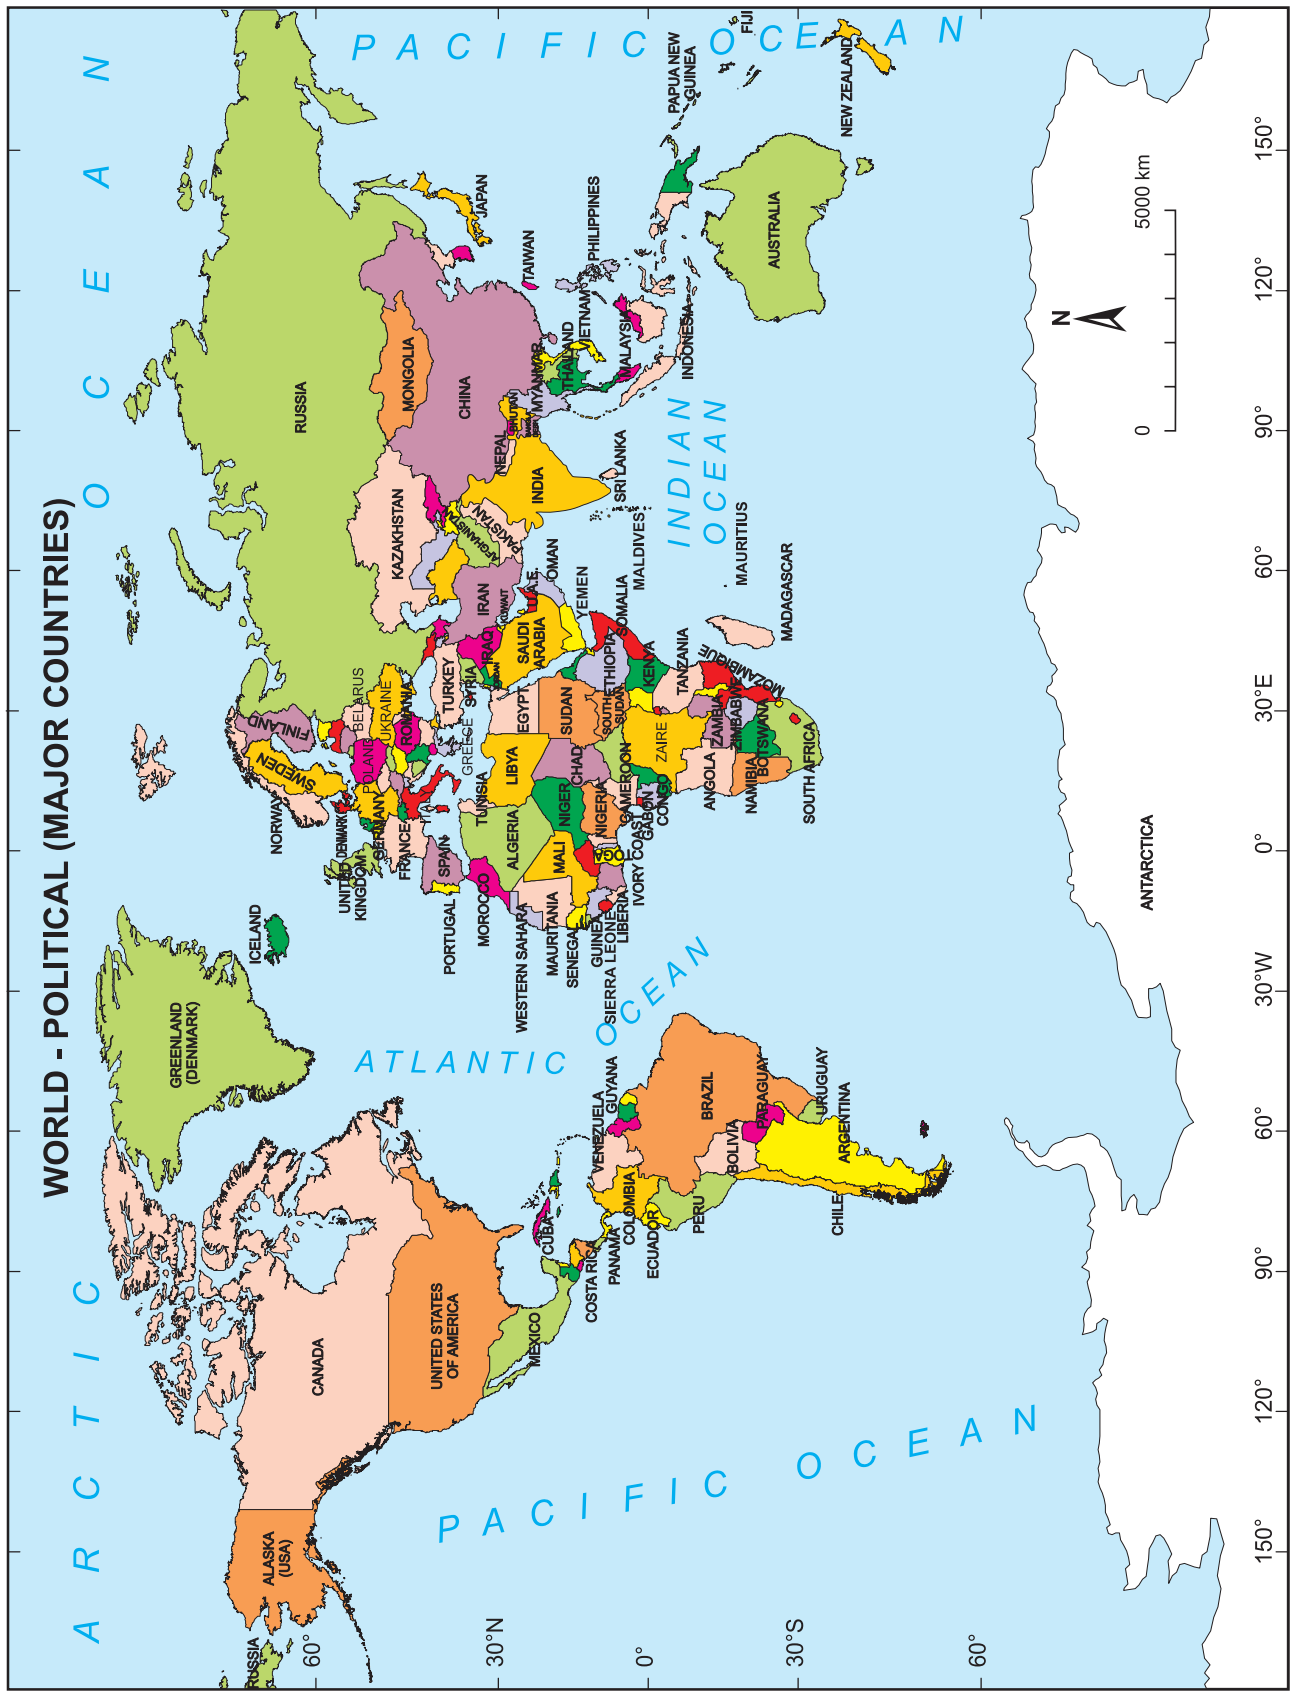 WORLD - POLITICAL (MAJOR COUNTRIES)
ARCTIC OCEAN
RUSSIA
ALASKA
(USA)
CANADA
GREENLAND
(DENMARK)
ICELAND
UNITED STATES
OF AMERICA
MEXICO
CUBA
COSTA RICA
PANAMA
VENEZUELA
GUYANA
COLOMBIA
ECUADOR
PERU
BRAZIL
BOLIVIA
PARAGUAY
URUGUAY
ARGENTINA
CHILE
PACIFIC OCEAN
ATLANTIC
OCEAN
NORWAY
SWEDEN
FINLAND
UNITED
KINGDOM
DENMARK
GERMANY
POLAND
BELARUS
UKRAINE
ROMANIA
FRANCE
SPAIN
PORTUGAL
GREECE
TURKEY
SYRIA
IRAQ
IRAN
KUWAIT
SAUDI
ARABIA
U.A.E.
OMAN
YEMEN
RUSSIA
KAZAKHSTAN
MONGOLIA
CHINA
AFGHANISTAN
PAKISTAN
INDIA
NEPAL
BHUTAN
MYANMAR
THAILAND
VIETNAM
MALAYSIA
INDONESIA
PHILIPPINES
TAIWAN
JAPAN
SRI LANKA
MALDIVES
MOROCCO
WESTERN SAHARA
MAURITANIA
SENEGAL
GUINEA
SIERRA LEONE
LIBERIA
IVORY COAST
TOGA
MALI
ALGERIA
TUNISIA
LIBYA
EGYPT
NIGER
NIGERIA
CHAD
SUDAN
SOUTH
SUDAN
ETHIOPIA
SOMALIA
KENYA
CAMEROON
GABON
CONGO
ZAIRE
TANZANIA
ANGOLA
ZAMBIA
ZIMBABWE
MOZAMBIQUE
NAMIBIA
BOTSWANA
SOUTH AFRICA
MADAGASCAR
MAURITIUS
INDIAN
OCEAN
PAPUA NEW
GUINEA
AUSTRALIA
NEW ZEALAND
FIJI
PACIFIC OCEAN
ANTARCTICA
N
0 5000 km
60°
30°N
0°
30°S
60°
150° 120° 90° 60° 30°W 0° 30°E 60° 90° 120° 150°